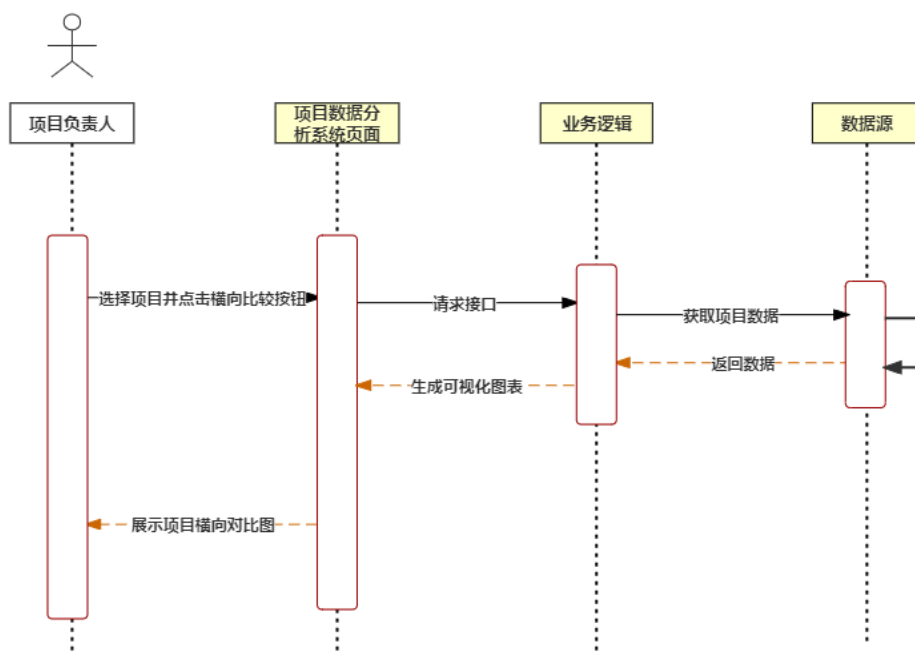 项目负责人
项目数据分
析系统页面
业务逻辑
数据源
选择项目并点击横向比较按钮
请求接口
获取项目数据
返回数据
生成可视化图表
展示项目横向对比图